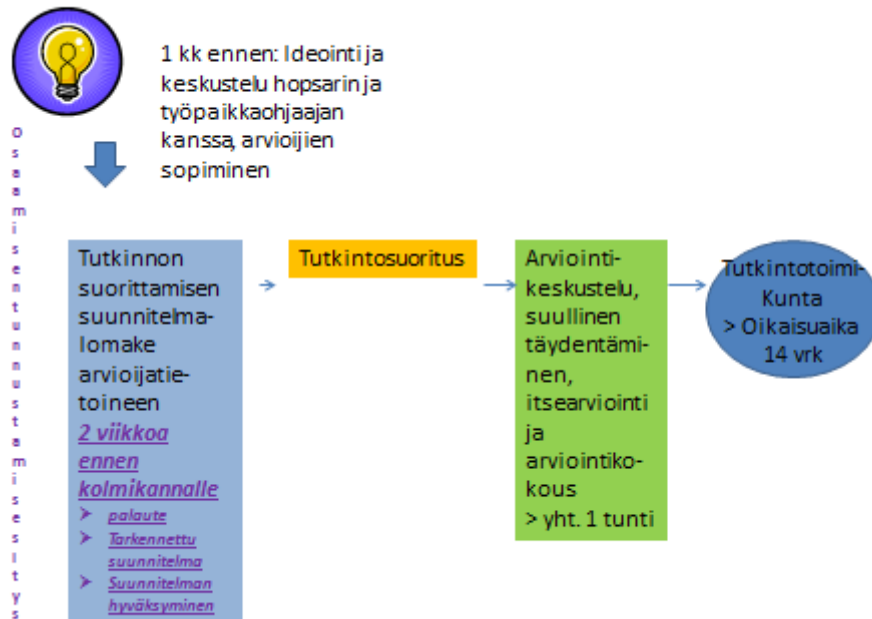 1 kk ennen: Ideointi ja
keskustelu hopsarin ja
työpaikkaohjaajan
kanssa, arvioijien
sopiminen
Osaamisentunnustamisesitys
Tutkinnon
suorittamisen
suunnitelma-
lomake
arvioijatie-
toineen
2 viikkoa
ennen
kolmikannalle
➢ palaute
➢ Tarkennettu
suunnitelma
➢ Suunnitelman
hyväksyminen
Tutkintosuoritus
Arviointi-
keskustelu,
suullinen
täydentämi-
nen,
itsearviointi
ja
arviointiko-
kous
> yht. 1 tunti
Tutkintotoimi-
Kunta
> Oikaisuaika
14 vrk